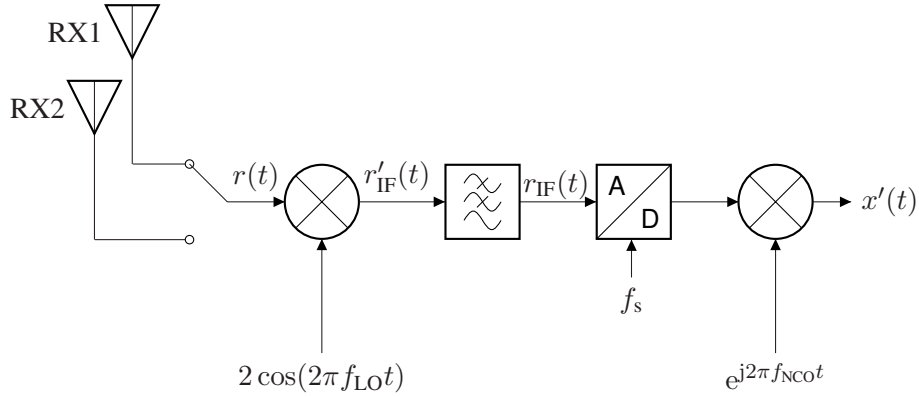 RX1
RX2
r(t)
r′IF(t)
rIF(t)
A
D
x′(t)
fs
2 cos(2πfLOt)
ej2πfNCOt